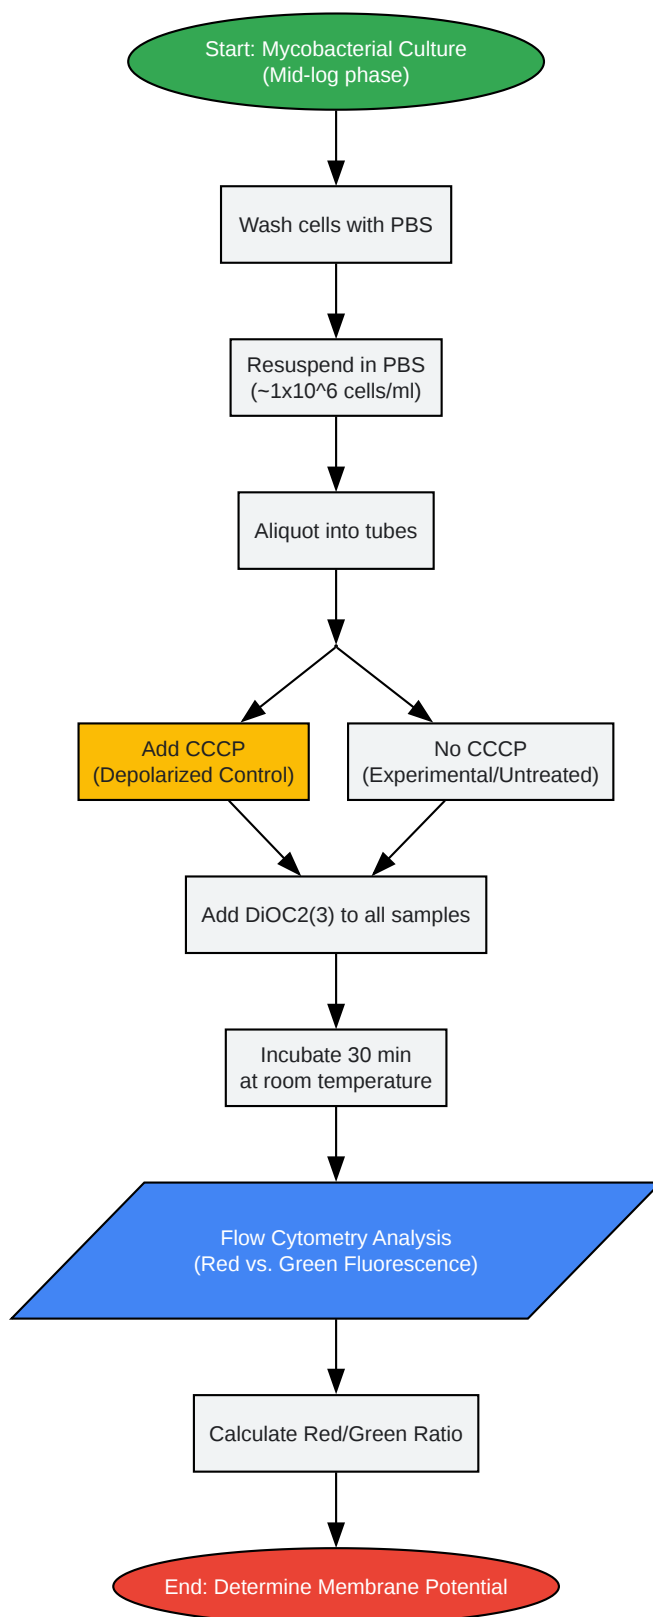 Start: Mycobacterial Culture
(Mid-log phase)
Wash cells with PBS
Resuspend in PBS
(~1x10^6 cells/ml)
Aliquot into tubes
Add CCCP
(Depolarized Control)
No CCCP
(Experimental/Untreated)
Add DiOC2(3) to all samples
Incubate 30 min
at room temperature
Flow Cytometry Analysis
(Red vs. Green Fluorescence)
Calculate Red/Green Ratio
End: Determine Membrane Potential